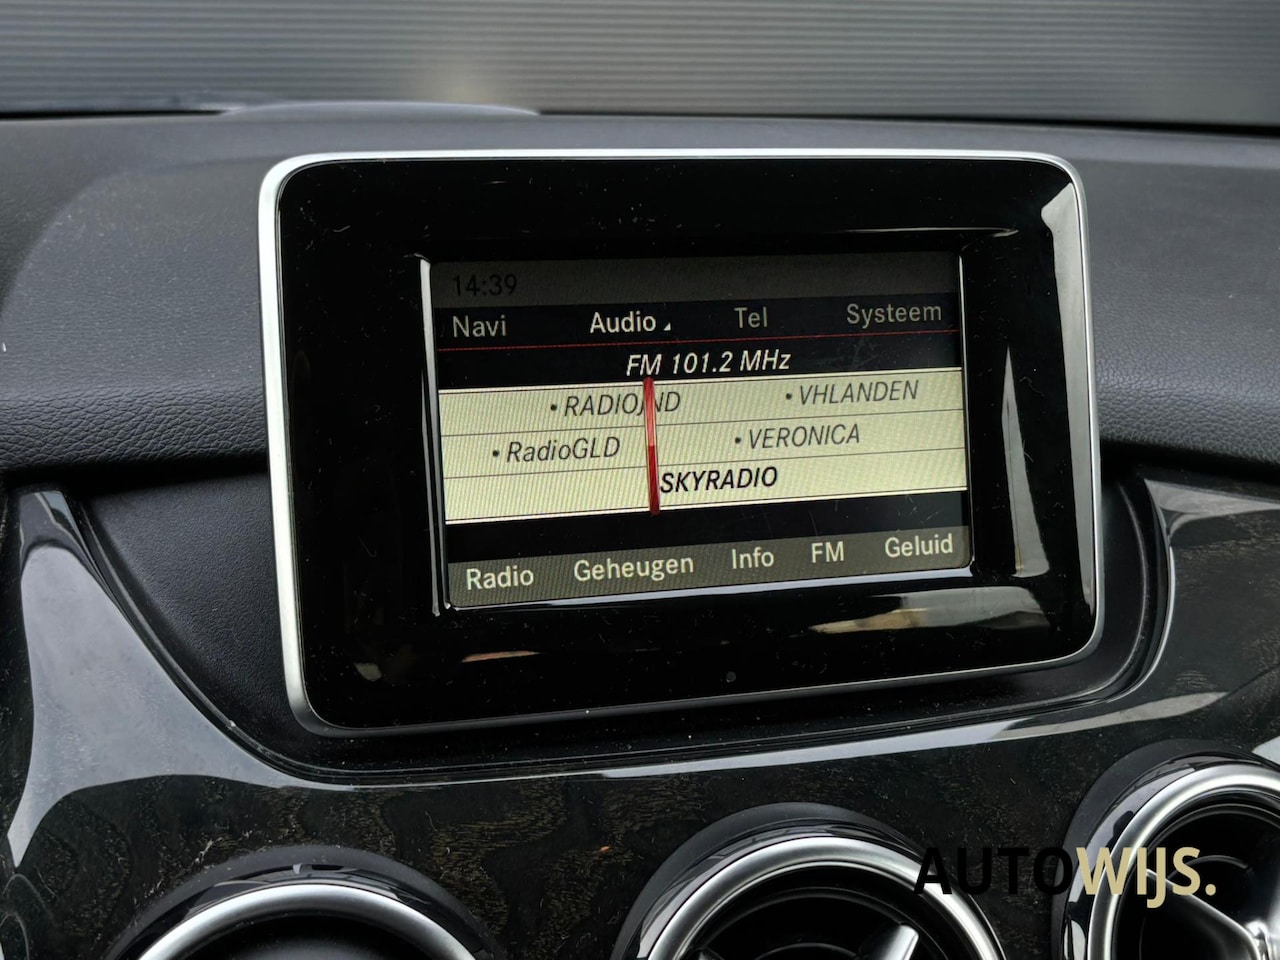 14:39
Navi Audio Tel Systeem
FM 101.2 MHz
• RADIOJND • VHLANDEN
• RadioGLD • VERONICA
SKYRADIO
Radio Geheugen Info FM Geluid
AUTOWIJS.